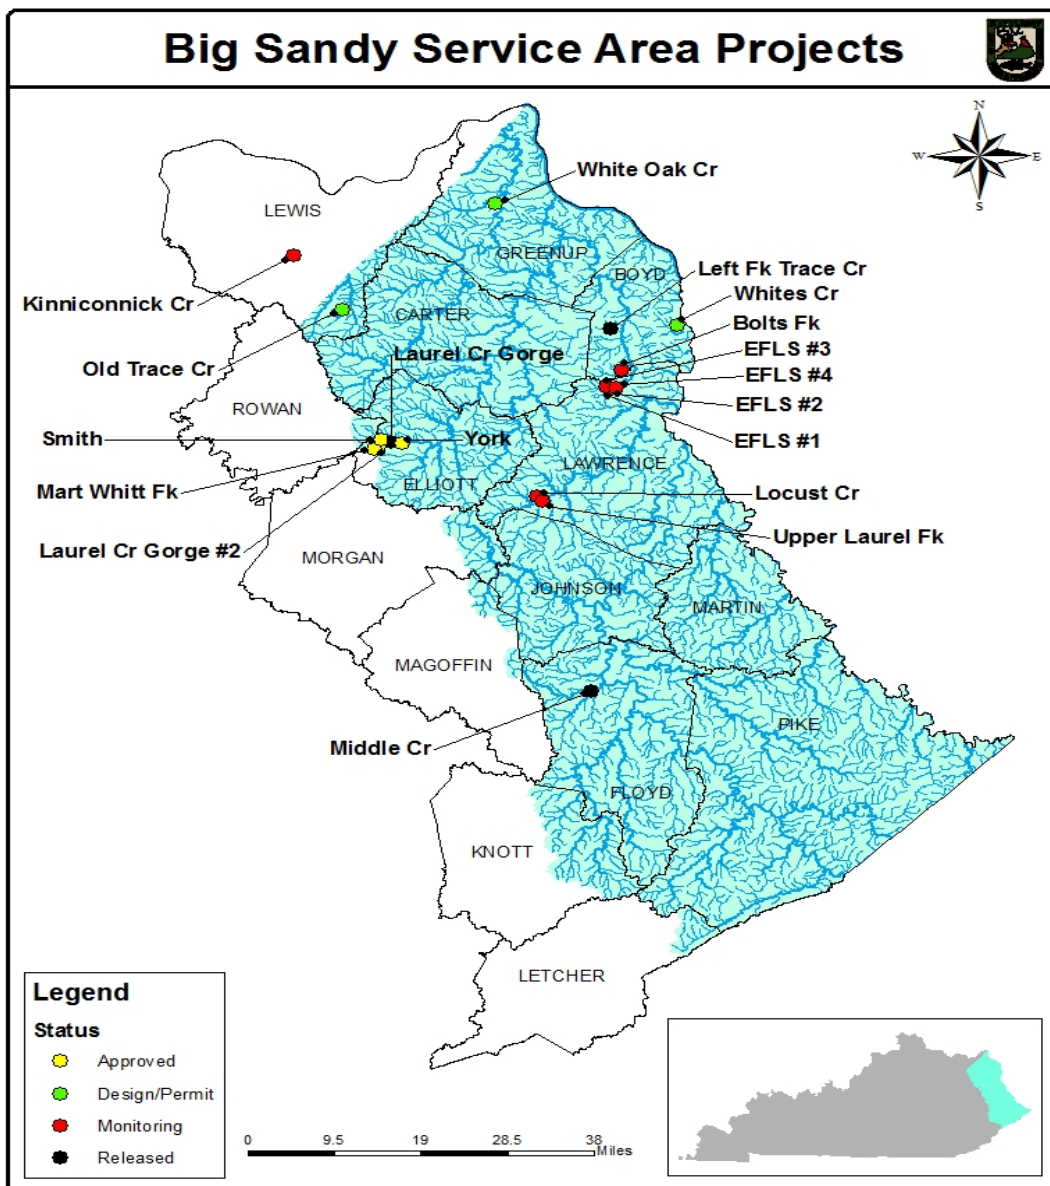 Big Sandy Service Area Projects
N
W
E
S
White Oak Cr
LEWIS
GREENUP
BOYD
Left Fk Trace Cr
Kinniconnick Cr
Whites Cr
CARTER
Bolts Fk
Old Trace Cr
Laurel Cr Gorge
EFLS #3
EFLS #4
ROWAN
EFLS #2
Smith
York
EFLS #1
LAWRENCE
Mart Whitt Fk
ELLIOTT
Locust Cr
Laurel Cr Gorge #2
MORGAN
Upper Laurel Fk
JOHNSON
MARTIN
MAGOFFIN
PIKE
Middle Cr
FLOYD
KNOTT
LETCHER
Legend
Status
Approved
Design/Permit
Monitoring
Released
0 9.5 19 28.5 38
Miles